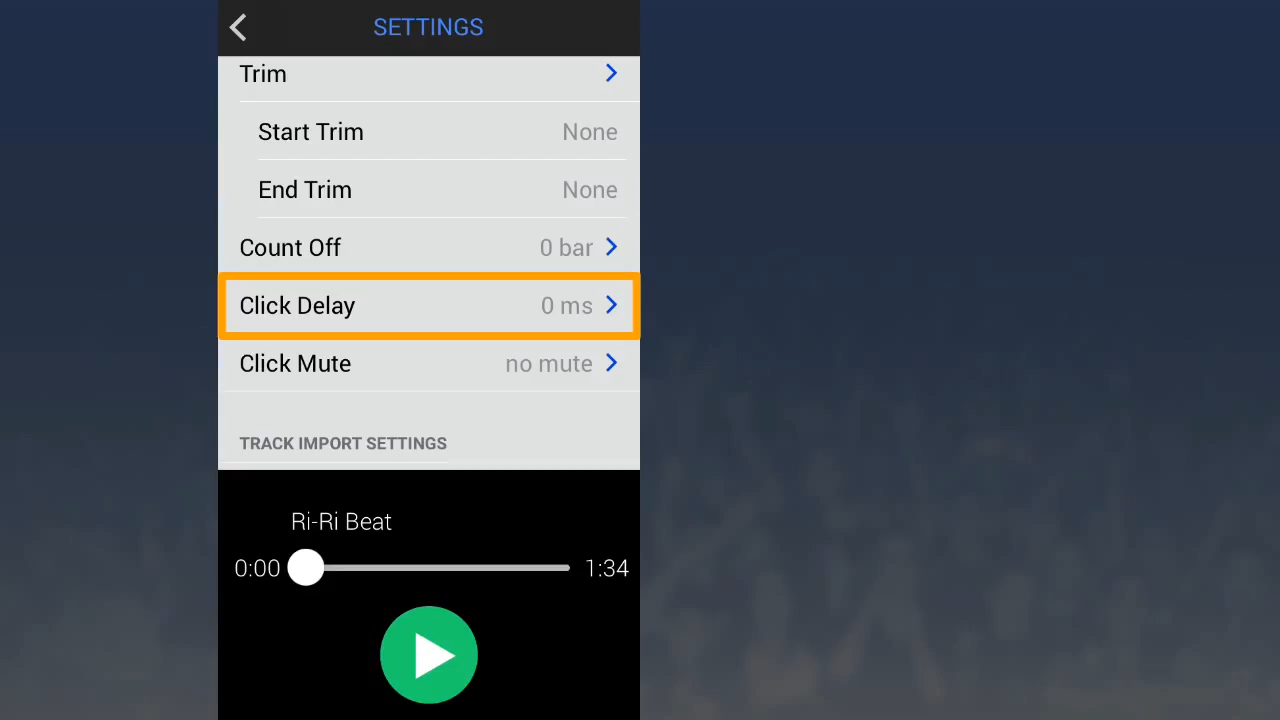 SETTINGS
Trim
Start Trim None
End Trim None
Count Off 0 bar
Click Delay 0 ms
Click Mute no mute
TRACK IMPORT SETTINGS
Ri-Ri Beat
0:00 1:34